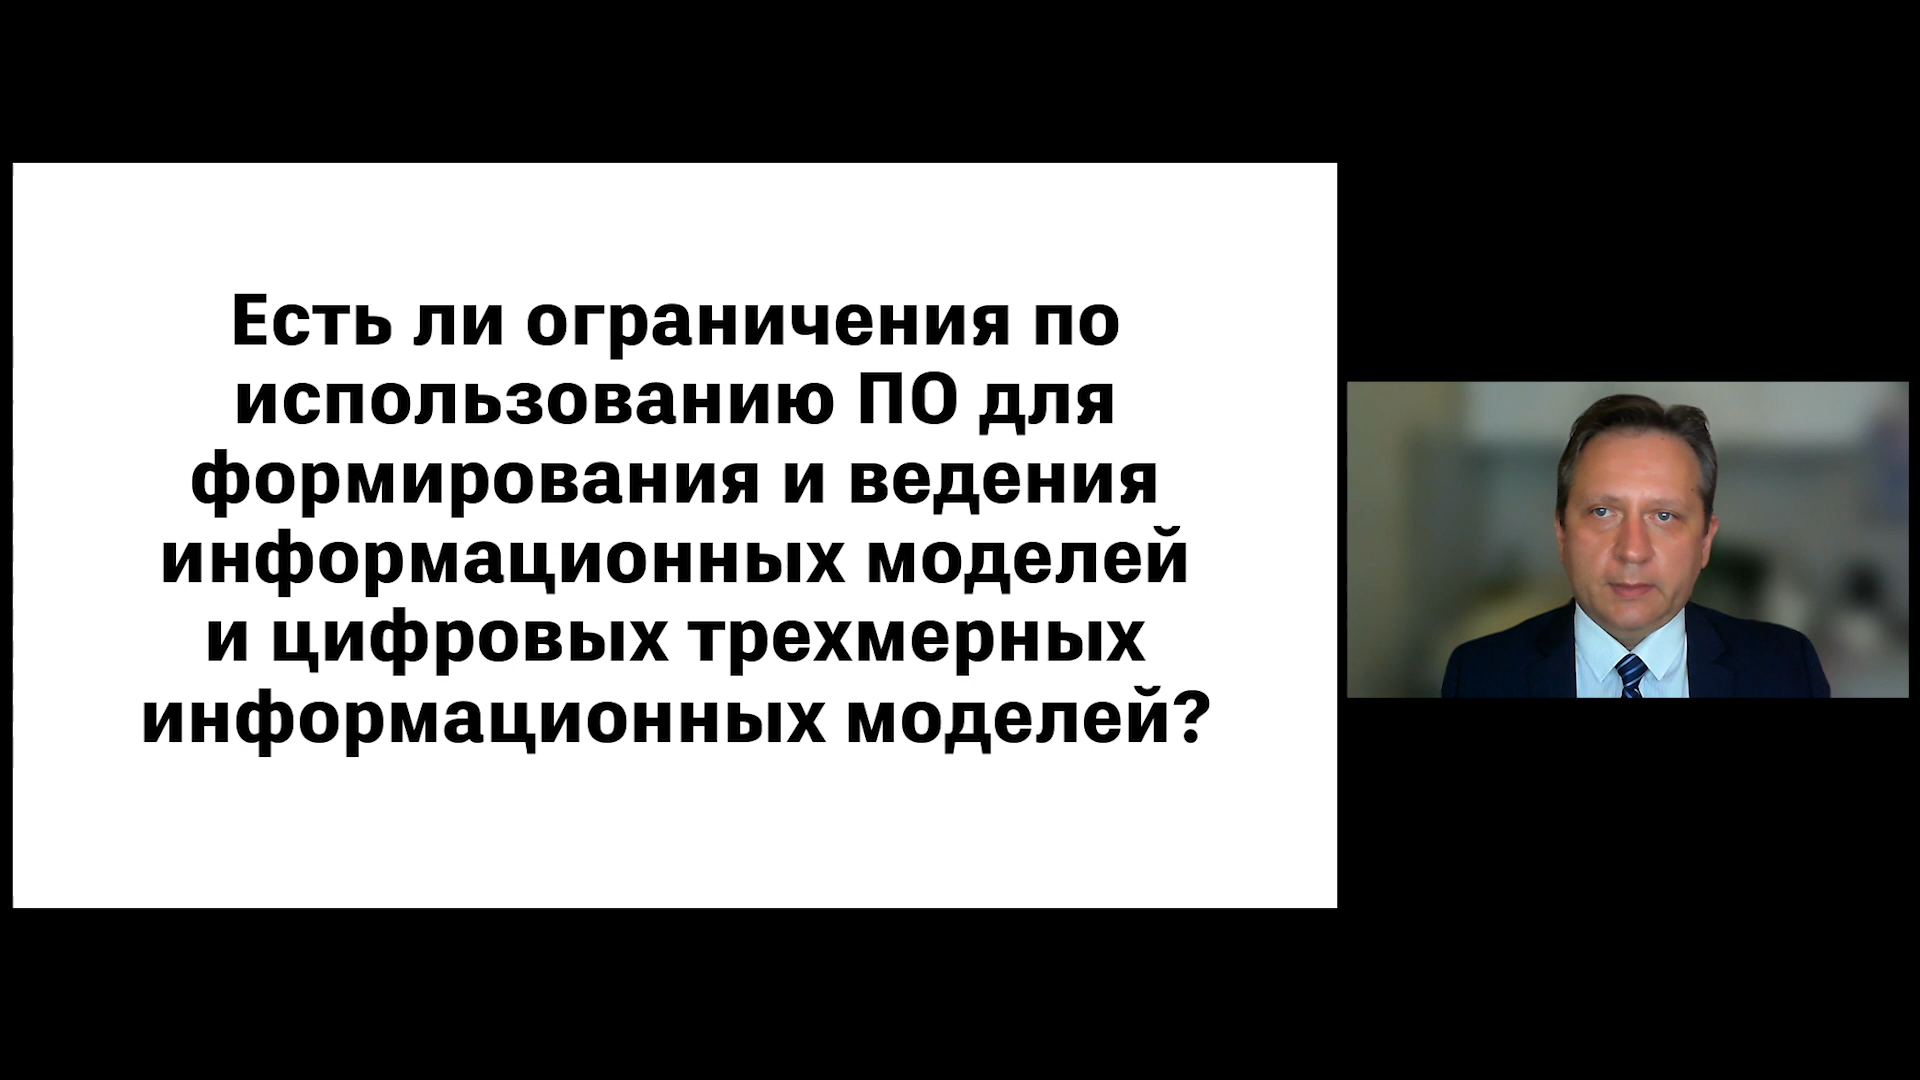 Есть ли ограничения по
использованию ПО для
формирования и ведения
информационных моделей
и цифровых трехмерных
информационных моделей?